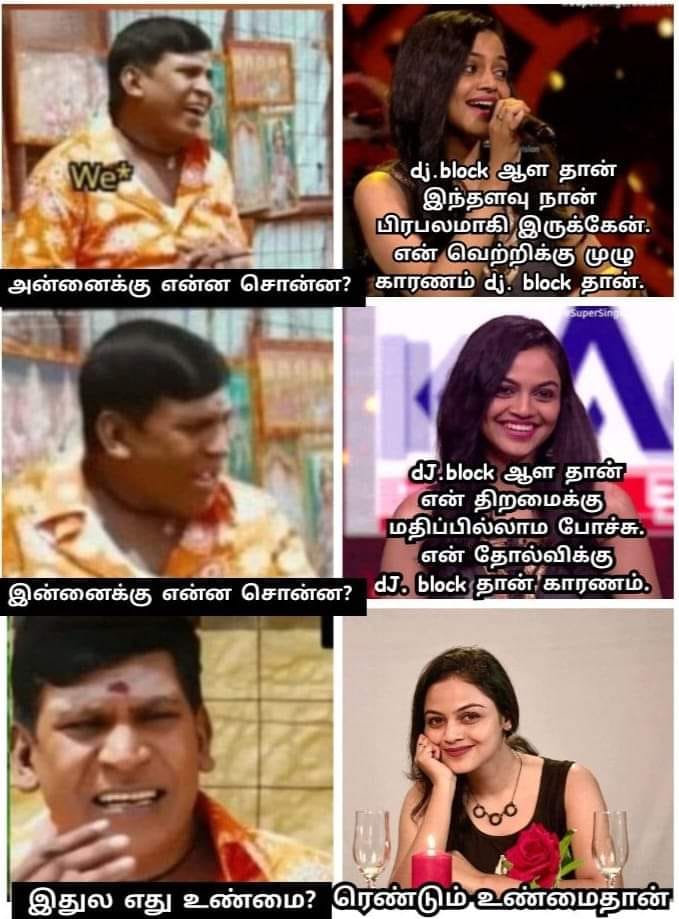 We*
அன்னைக்கு என்ன சொன்ன?
dj.block ஆள தான்
இந்தளவு நான்
பிரபலமாகி இருக்கேன்.
என் வெற்றிக்கு முழு
காரணம் dj. block தான்.
இன்னைக்கு என்ன சொன்ன?
dJ.block ஆள தான்
என் திறமைக்கு
மதிப்பில்லாம போச்சு.
என் தோல்விக்கு
dJ. block தான் காரணம்.
இதுல எது உண்மை?
ரெண்டும் உண்மைதான்